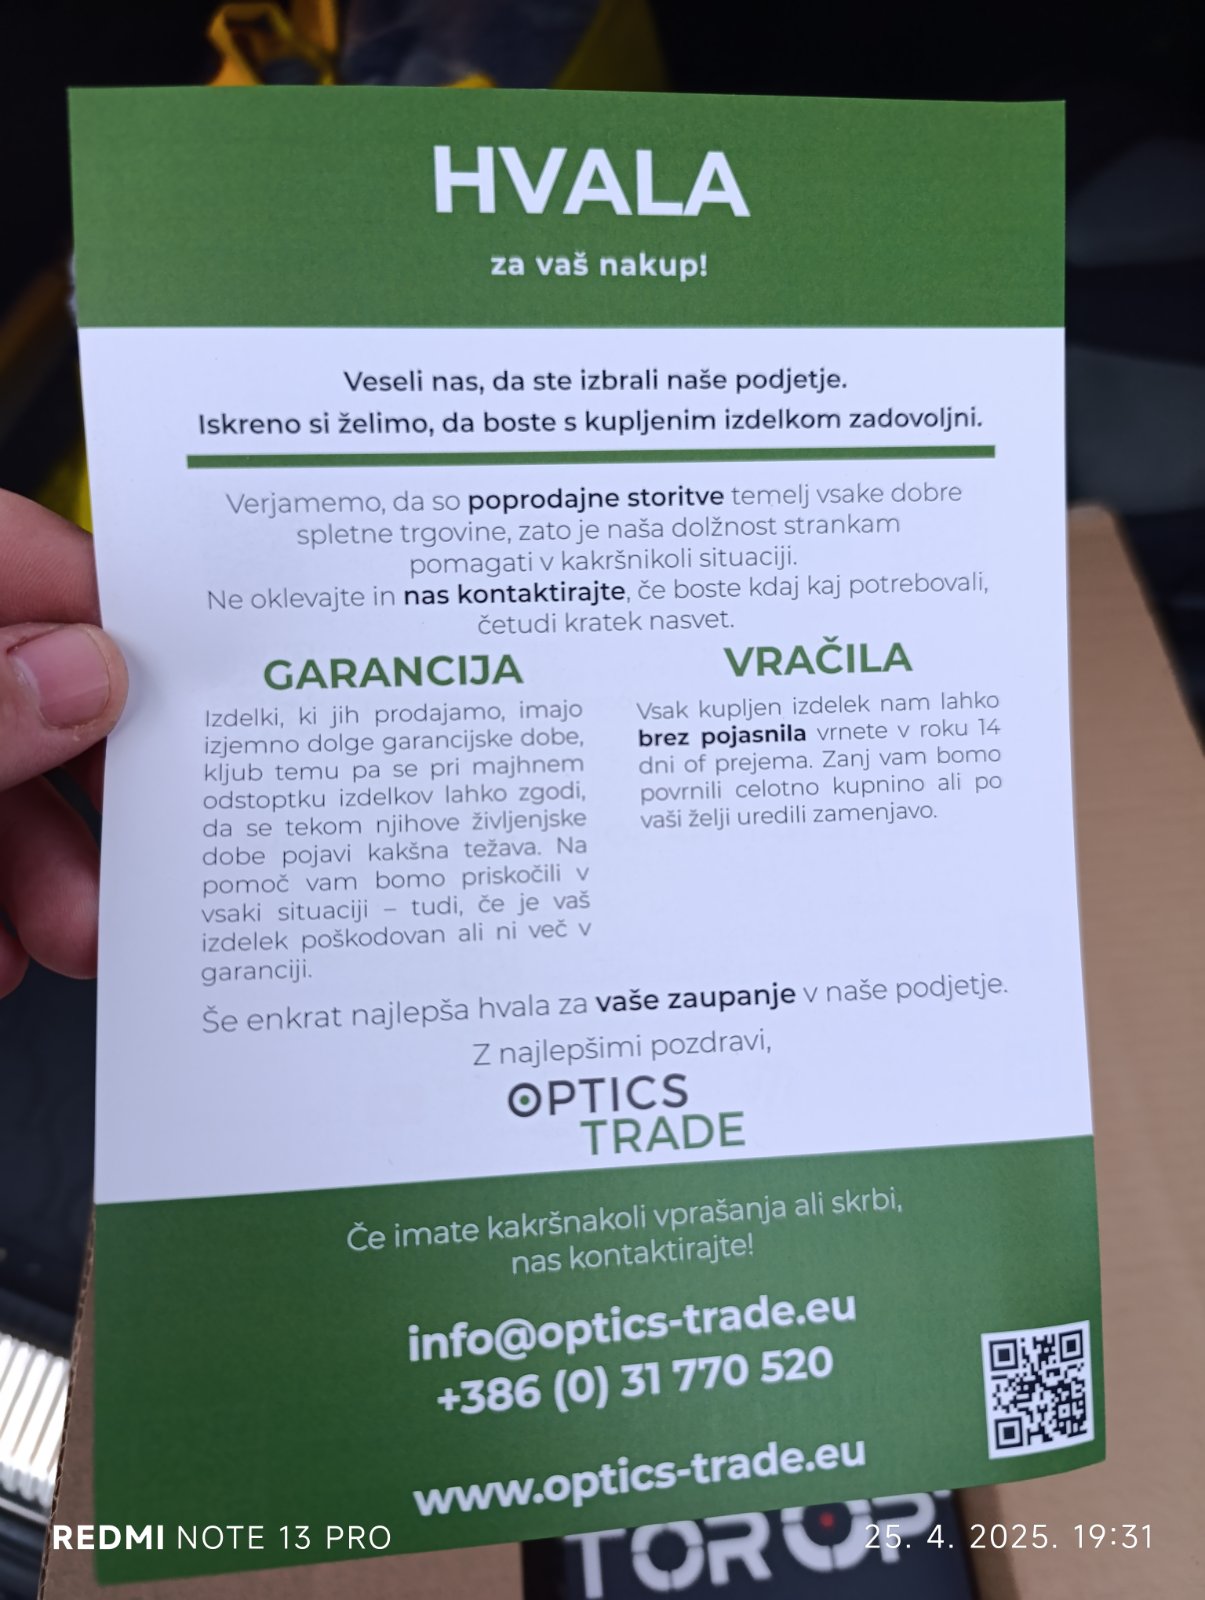 HVALA
za vaš nakup!
Veseli nas, da ste izbrali naše podjetje.
Iskreno si želimo, da boste s kupljenim izdelkom zadovoljni.
Verjamemo, da so poprodajne storitve temelj vsake dobre
spletne trgovine, zato je naša dolžnost strankam
pomagati v kakršnikoli situaciji.
Ne oklevajte in nas kontaktirajte, če boste kdaj kaj potrebovali,
četudi kratek nasvet.
GARANCIJA
Izdelki, ki jih prodajamo, imajo
izjemno dolge garancijske dobe,
kljub temu pa se pri majhnem
odstoptku izdelkov lahko zgodi,
da se tekom njihove življenjske
dobe pojavi kakšna težava. Na
pomoč vam bomo priskočili v
vsaki situaciji – tudi, če je vaš
izdelek poškodovan ali ni več v
garanciji.
VRAČILA
Vsak kupljen izdelek nam lahko
brez pojasnila vrnete v roku 14
dni of prejema. Zanj vam bomo
povrnili celotno kupnino ali po
vaši želji uredili zamenjavo.
Še enkrat najlepša hvala za vaše zaupanje v naše podjetje.
Z najlepšimi pozdravi,
OPTICS
TRADE
Če imate kakršnakoli vprašanja ali skrbi,
nas kontaktirajte!
info@optics-trade.eu
+386 (0) 31 770 520
www.optics-trade.eu
TOROP
REDMI NOTE 13 PRO
25. 4. 2025. 19:31